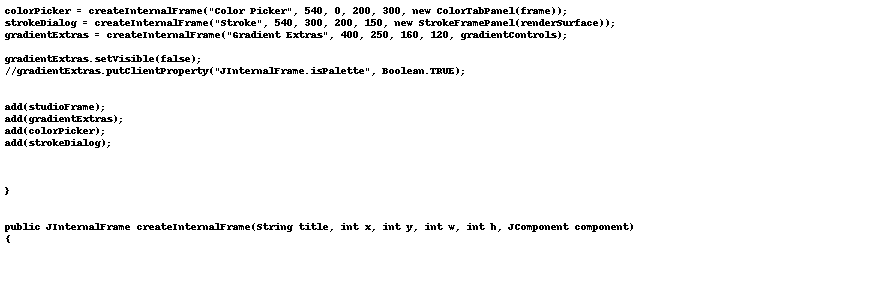 colorPicker = createInternalFrame("Color Picker", 540, 0, 200, 300, new ColorTabPanel(frame));
strokeDialog = createInternalFrame("Stroke", 540, 300, 200, 150, new StrokeFramePanel(renderSurface));
gradientExtras = createInternalFrame("Gradient Extras", 400, 250, 160, 120, gradientControls);
gradientExtras.setVisible(false);
//gradientExtras.putClientProperty("JInternalFrame.isPalette", Boolean.TRUE);
add(studioFrame);
add(gradientExtras);
add(colorPicker);
add(strokeDialog);
}
public JInternalFrame createInternalFrame(String title, int x, int y, int w, int h, JComponent component)
{